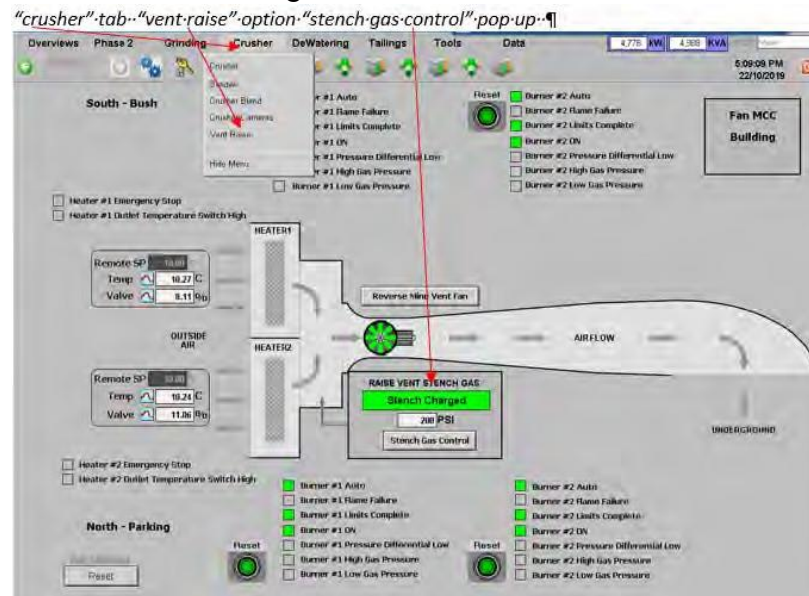 “crusher”·tab··“vent·raise”·option·“stench·gas·control”·pop·up··¶
Overviews Phase 2 Grinding Crusher DeWatering Tailings Tools Data 4,776 KW KVA
5:09:09 PM
22/10/2019
Crusher
Crusher Blend
Vent Raise
Hide Menu
South - Bush
#1 Auto
#1 Flame Failure
#1 Limits Complete
#1 ON
#1 Pressure Differential Low
#1 High Gas Pressure
Burner #1 Low Gas Pressure
Reset
Burner #2 Auto
Burner #2 Flame Failure
Burner #2 Limits Complete
Burner #2 ON
Burner #2 Pressure Differential Low
Burner #2 High Gas Pressure
Burner #2 Low Gas Pressure
Fan MCC
Building
Heater #1 Emergency Stop
Heater #1 Outlet Temperature Switch High
HEATER1
Remote SP 10.00
Temp 10.27 C
Valve 8.11 %
Reverse Mine Vent Fan
OUTSIDE
AIR
HEATER2
AIRFLOW
Remote SP 10.00
Temp 10.24 C
Valve 11.06 %
RAISE VENT STENCH GAS
Stench Charged
200 PSI
Stench Gas Control
UNDERGROUND
Heater #2 Emergency Stop
Heater #2 Outlet Temperature Switch High
North - Parking
Reset
Burner #1 Auto
Burner #1 Flame Failure
Burner #1 Limits Complete
Burner #1 ON
Burner #1 Pressure Differential Low
Burner #1 High Gas Pressure
Burner #1 Low Gas Pressure
Reset
Reset
Burner #2 Auto
Burner #2 Flame Failure
Burner #2 Limits Complete
Burner #2 ON
Burner #2 Pressure Differential Low
Burner #2 High Gas Pressure
Burner #2 Low Gas Pressure